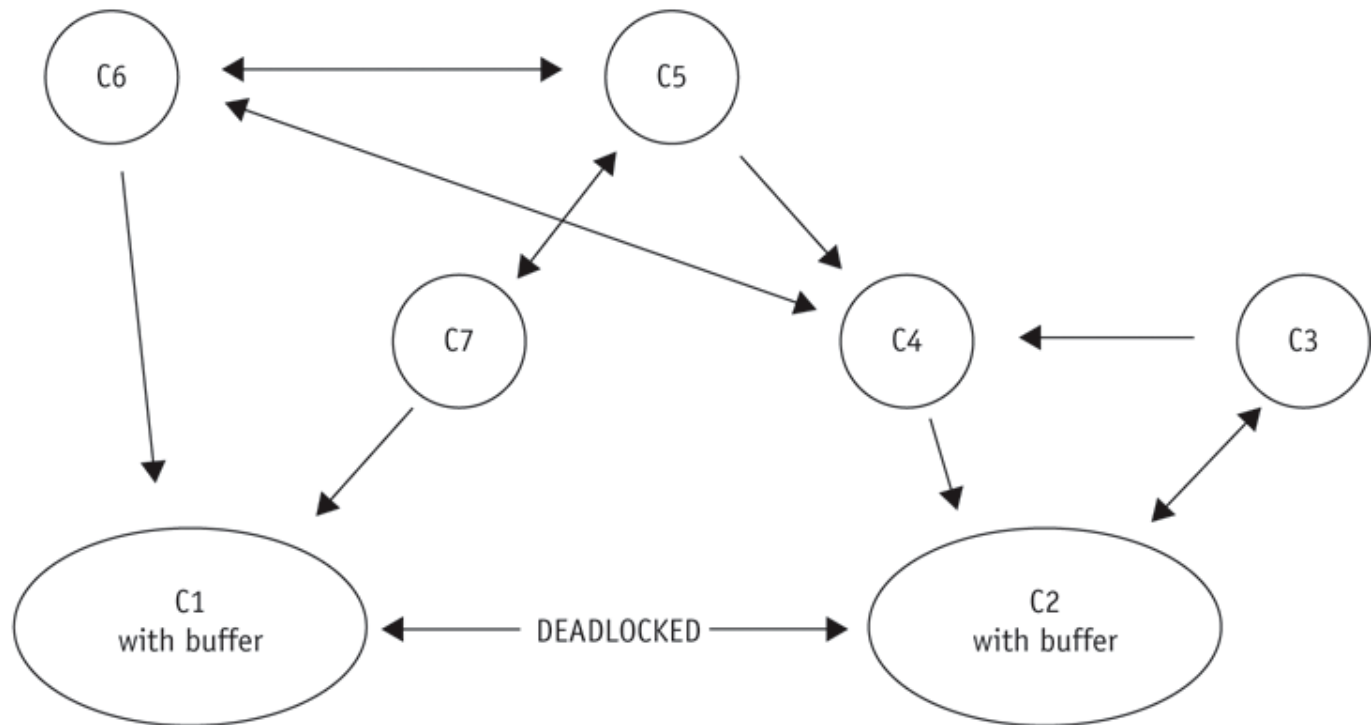 C6
C5
C7
C4
C3
C1
with buffer
DEADLOCKED
C2
with buffer